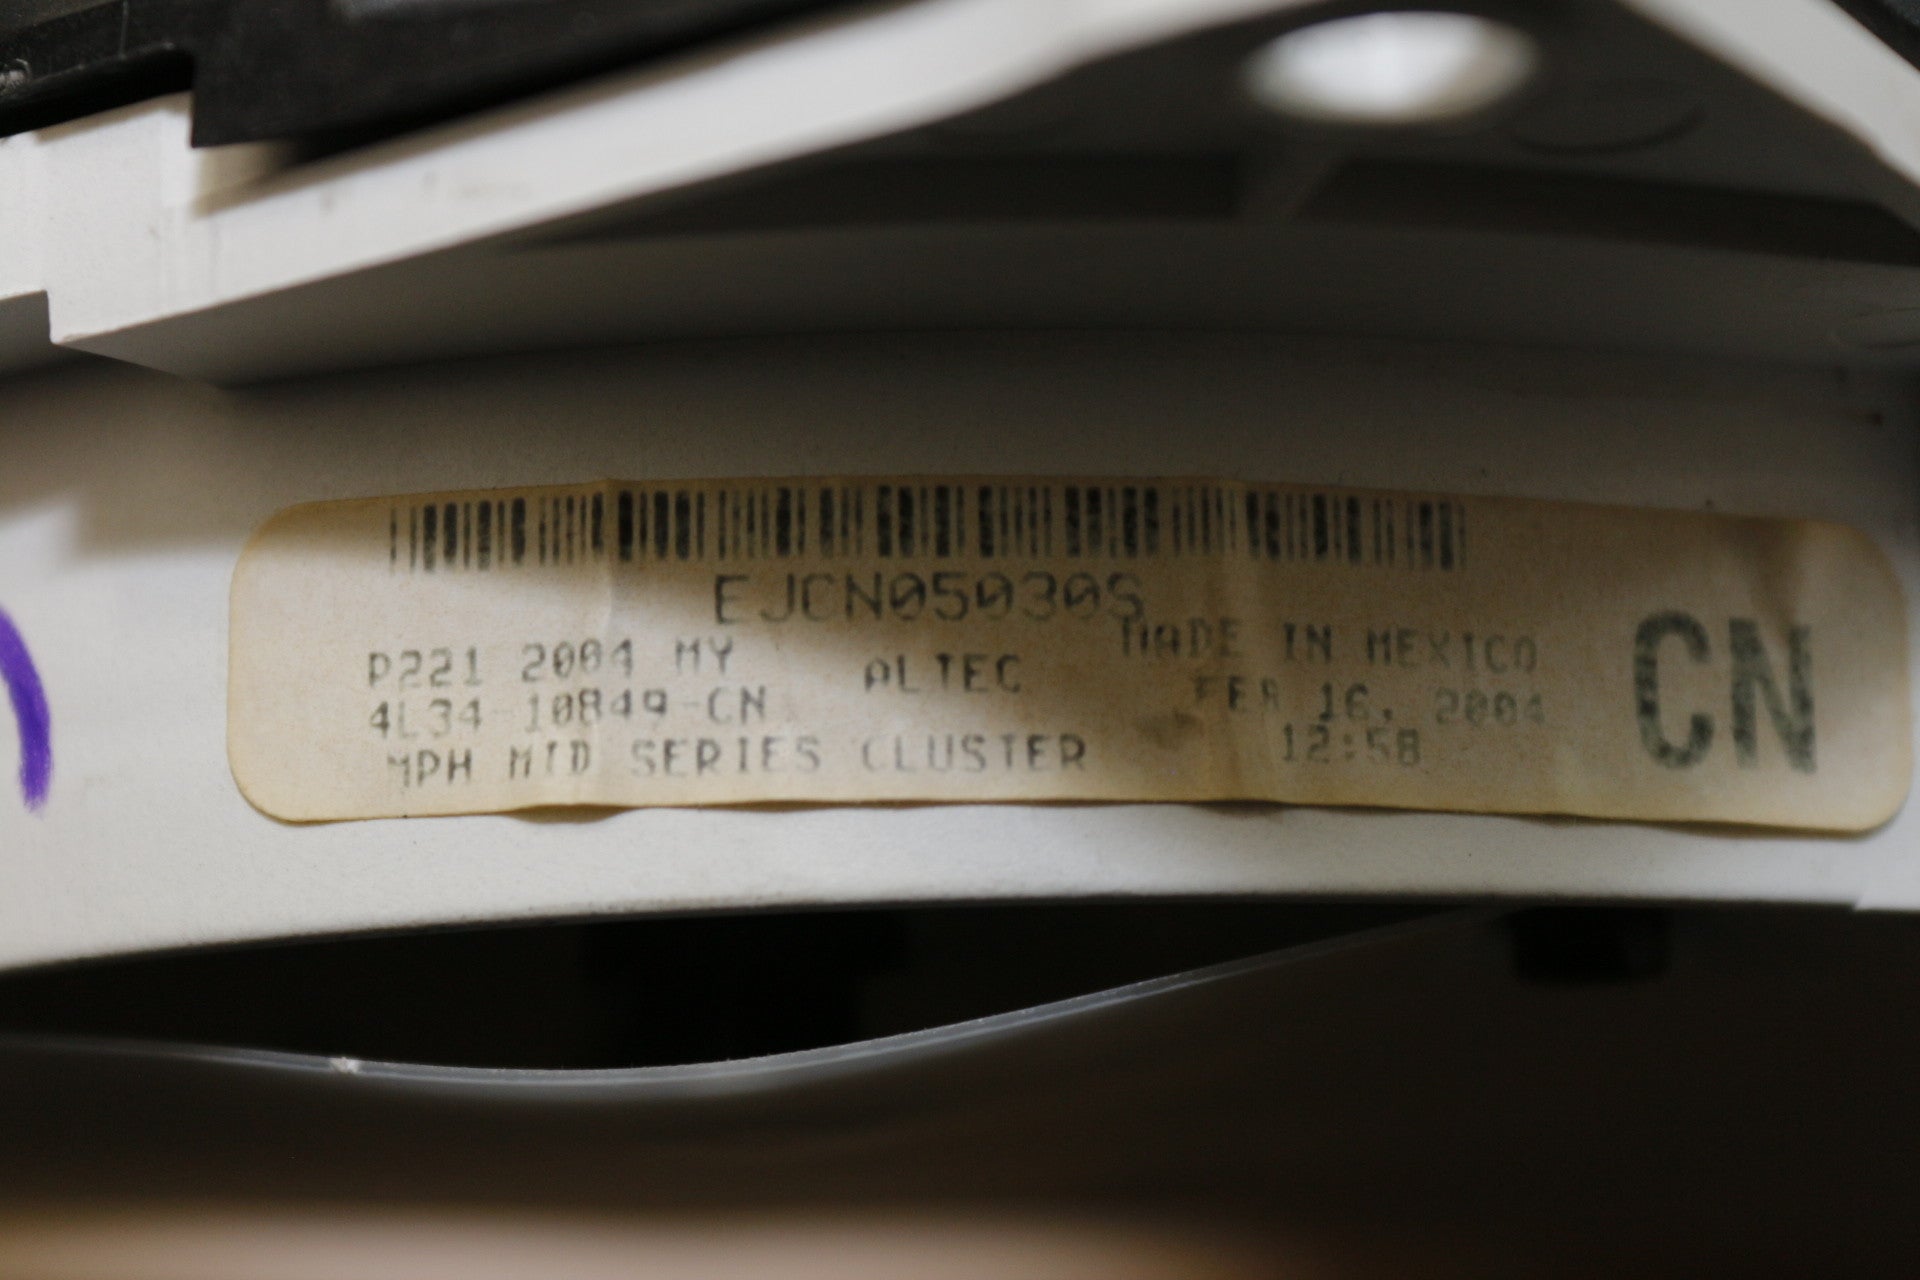 EJCN05030S
P221 2004 MY
ALTEC
MADE IN MEXICO
4L34 10849-CN
FEB 16, 2004
MPH MID SERIES CLUSTER
12:58
CN